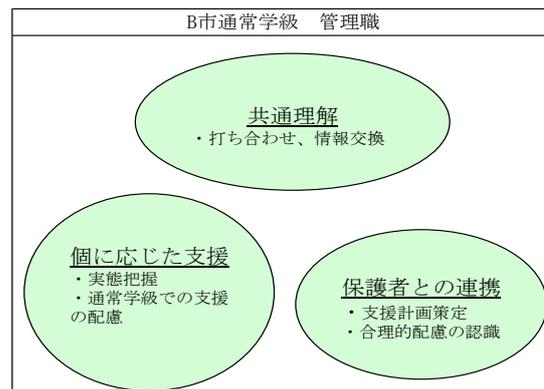 B市通常学級　管理職
共通理解
・打ち合わせ、情報交換
個に応じた支援
・実態把握
・通常学級での支援
の配慮
保護者との連携
・支援計画策定
・合理的配慮の認識